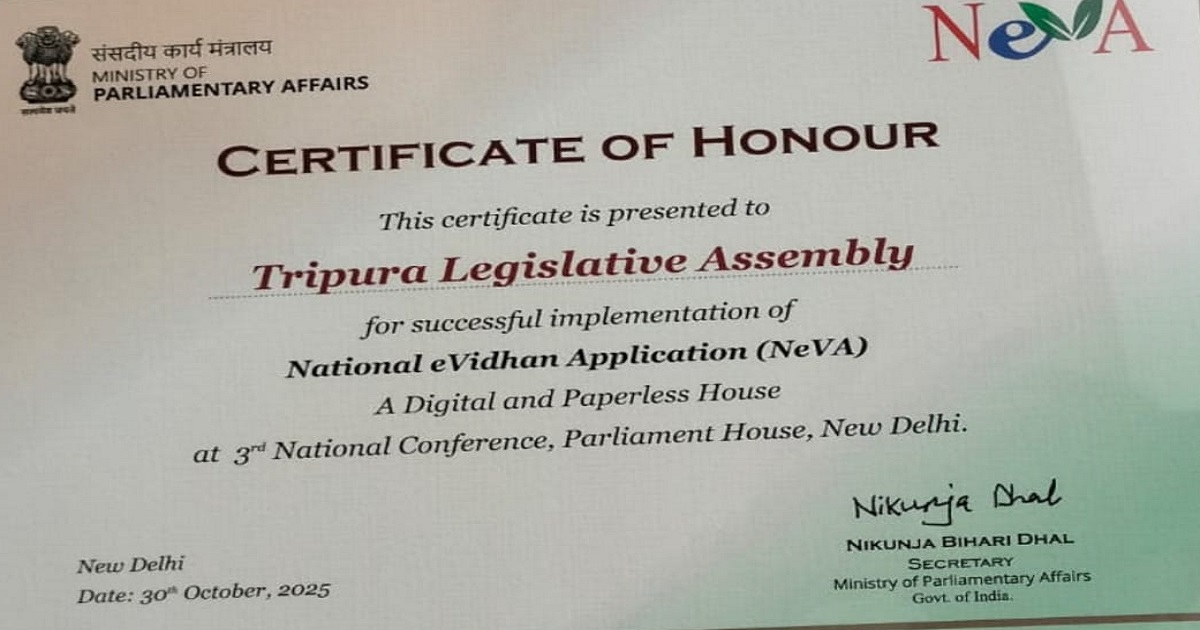 संसदीय कार्य मंत्रालय
MINISTRY OF
PARLIAMENTARY AFFAIRS
सत्यमेव जयते
NeVA
CERTIFICATE OF HONOUR
This certificate is presented to
Tripura Legislative Assembly
for successful implementation of
National eVidhan Application (NeVA)
A Digital and Paperless House
at 3rd National Conference, Parliament House, New Delhi.
Nikunja Dhal
NIKUNJA BIHARI DHAL
SECRETARY
Ministry of Parliamentary Affairs
Govt. of India.
New Delhi
Date: 30th October, 2025